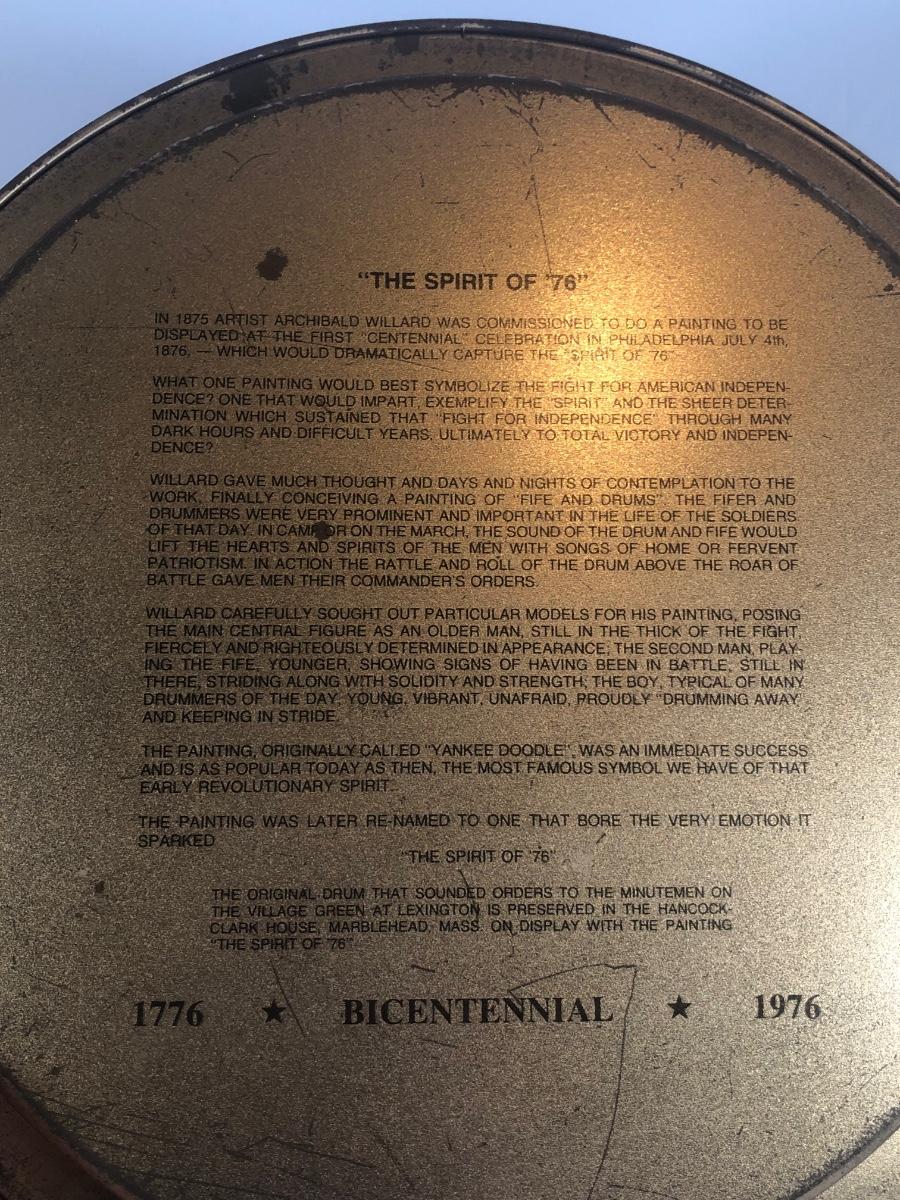 “THE SPIRIT OF ’76”
IN 1875 ARTIST ARCHIBALD WILLARD WAS COMMISSIONED TO DO A PAINTING TO BE
DISPLAYED AT THE FIRST “CENTENNIAL” CELEBRATION IN PHILADELPHIA JULY 4th,
1876, — WHICH WOULD DRAMATICALLY CAPTURE THE “SPIRIT OF ’76”
WHAT ONE PAINTING WOULD BEST SYMBOLIZE THE FIGHT FOR AMERICAN INDEPEN-
DENCE? ONE THAT WOULD IMPART, EXEMPLIFY THE “SPIRIT” AND THE SHEER DETER-
MINATION WHICH SUSTAINED THAT “FIGHT FOR INDEPENDENCE” THROUGH MANY
DARK HOURS AND DIFFICULT YEARS, ULTIMATELY TO TOTAL VICTORY AND INDEPEN-
DENCE?
WILLARD GAVE MUCH THOUGHT AND DAYS AND NIGHTS OF CONTEMPLATION TO THE
WORK, FINALLY CONCEIVING A PAINTING OF “FIFE AND DRUMS”. THE FIFER AND
DRUMMERS WERE VERY PROMINENT AND IMPORTANT IN THE LIFE OF THE SOLDIERS
OF THAT DAY. IN CAMP OR ON THE MARCH, THE SOUND OF THE DRUM AND FIFE WOULD
LIFT THE HEARTS AND SPIRITS OF THE MEN WITH SONGS OF HOME OR FERVENT
PATRIOTISM. IN ACTION THE RATTLE AND ROLL OF THE DRUM ABOVE THE ROAR OF
BATTLE GAVE MEN THEIR COMMANDER’S ORDERS.
WILLARD CAREFULLY SOUGHT OUT PARTICULAR MODELS FOR HIS PAINTING, POSING
THE MAIN CENTRAL FIGURE AS AN OLDER MAN, STILL IN THE THICK OF THE FIGHT,
FIERCELY AND RIGHTEOUSLY DETERMINED IN APPEARANCE; THE SECOND MAN, PLAY-
ING THE FIFE, YOUNGER, SHOWING SIGNS OF HAVING BEEN IN BATTLE, STILL IN
THERE, STRIDING ALONG WITH SOLIDITY AND STRENGTH; THE BOY, TYPICAL OF MANY
DRUMMERS OF THE DAY, YOUNG, VIBRANT, UNAFRAID, PROUDLY “DRUMMING AWAY”
AND KEEPING IN STRIDE.
THE PAINTING, ORIGINALLY CALLED “YANKEE DOODLE”, WAS AN IMMEDIATE SUCCESS
AND IS AS POPULAR TODAY AS THEN, THE MOST FAMOUS SYMBOL WE HAVE OF THAT
EARLY REVOLUTIONARY SPIRIT.
THE PAINTING WAS LATER RE-NAMED TO ONE THAT BORE THE VERY EMOTION IT
SPARKED
“THE SPIRIT OF ’76”
THE ORIGINAL DRUM THAT SOUNDED ORDERS TO THE MINUTEMEN ON
THE VILLAGE GREEN AT LEXINGTON IS PRESERVED IN THE HANCOCK-
CLARK HOUSE, MARBLEHEAD, MASS. ON DISPLAY WITH THE PAINTING
“THE SPIRIT OF ’76”
1776 ★ BICENTENNIAL ★ 1976